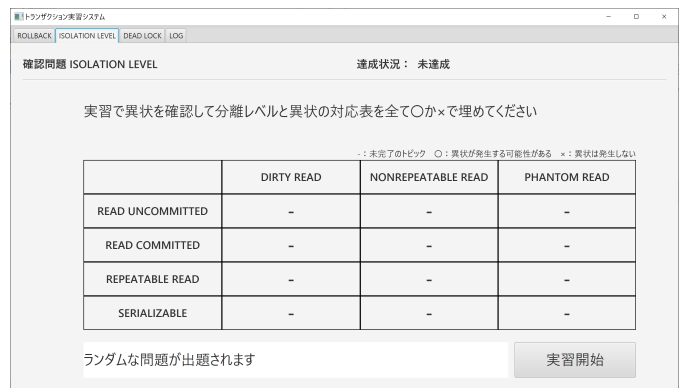 トランザクション実習システム
ROLLBACK ISOLATION LEVEL DEAD LOCK LOG
確認問題 ISOLATION LEVEL 達成状況： 未達成
実習で異状を確認して分離レベルと異状の対応表を全て〇か×で埋めてください
-：未完了のトピック 〇：異状が発生する可能性がある ×：異状は発生しない
DIRTY READ NONREPEATABLE READ PHANTOM READ
READ UNCOMMITTED - - -
READ COMMITTED - - -
REPEATABLE READ - - -
SERIALIZABLE - - -
ランダムな問題が出題されます 実習開始